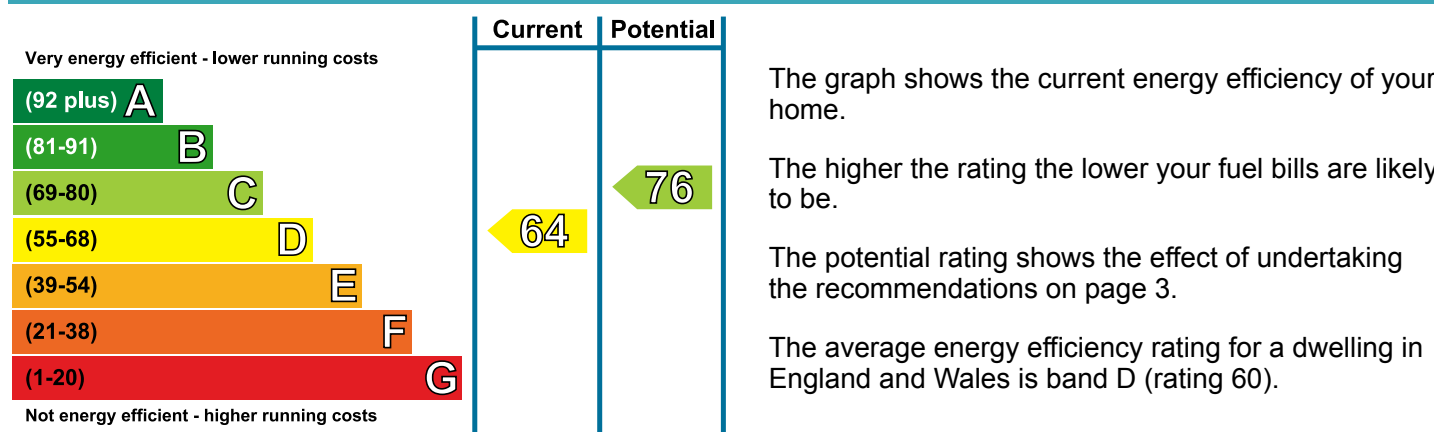 Current Potential
Very energy efficient - lower running costs
(92 plus) A
(81-91) B
(69-80) C
(55-68) D
(39-54) E
(21-38) F
(1-20) G
Not energy efficient - higher running costs
64
76
The graph shows the current energy efficiency of your
home.
The higher the rating the lower your fuel bills are likely
to be.
The potential rating shows the effect of undertaking
the recommendations on page 3.
The average energy efficiency rating for a dwelling in
England and Wales is band D (rating 60).